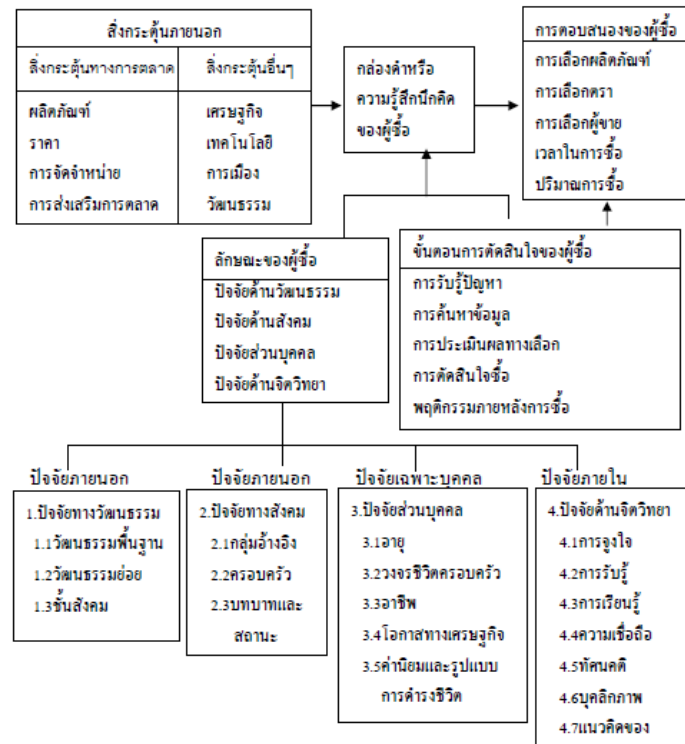 สิ่งกระตุ้นภายนอก
สิ่งกระตุ้นทางการตลาด
สิ่งกระตุ้นอื่นๆ
ผลิตภัณฑ์
ราคา
การจัดจำหน่าย
การส่งเสริมการตลาด
เศรษฐกิจ
เทคโนโลยี
การเมือง
วัฒนธรรม
กล่องดำหรือ
ความรู้สึกนึกคิด
ของผู้ซื้อ
การตอบสนองของผู้ซื้อ
การเลือกผลิตภัณฑ์
การเลือกตรา
การเลือกผู้ขาย
เวลาในการซื้อ
ปริมาณการซื้อ
ลักษณะของผู้ซื้อ
ปัจจัยด้านวัฒนธรรม
ปัจจัยด้านสังคม
ปัจจัยส่วนบุคคล
ปัจจัยด้านจิตวิทยา
ขั้นตอนการตัดสินใจของผู้ซื้อ
การรับรู้ปัญหา
การค้นหาข้อมูล
การประเมินผลทางเลือก
การตัดสินใจซื้อ
พฤติกรรมภายหลังการซื้อ
ปัจจัยภายนอก
1.ปัจจัยทางวัฒนธรรม
1.1วัฒนธรรมพื้นฐาน
1.2วัฒนธรรมย่อย
1.3ชั้นสังคม
ปัจจัยภายนอก
2.ปัจจัยทางสังคม
2.1กลุ่มอ้างอิง
2.2ครอบครัว
2.3บทบาทและ
สถานะ
ปัจจัยเฉพาะบุคคล
3.ปัจจัยส่วนบุคคล
3.1อายุ
3.2วงจรชีวิตครอบครัว
3.3อาชีพ
3.4โอกาสทางเศรษฐกิจ
3.5ค่านิยมและรูปแบบ
การดำรงชีวิต
ปัจจัยภายใน
4.ปัจจัยด้านจิตวิทยา
4.1การจูงใจ
4.2การรับรู้
4.3การเรียนรู้
4.4ความเชื่อถือ
4.5ทัศนคติ
4.6บุคลิกภาพ
4.7แนวคิดของ